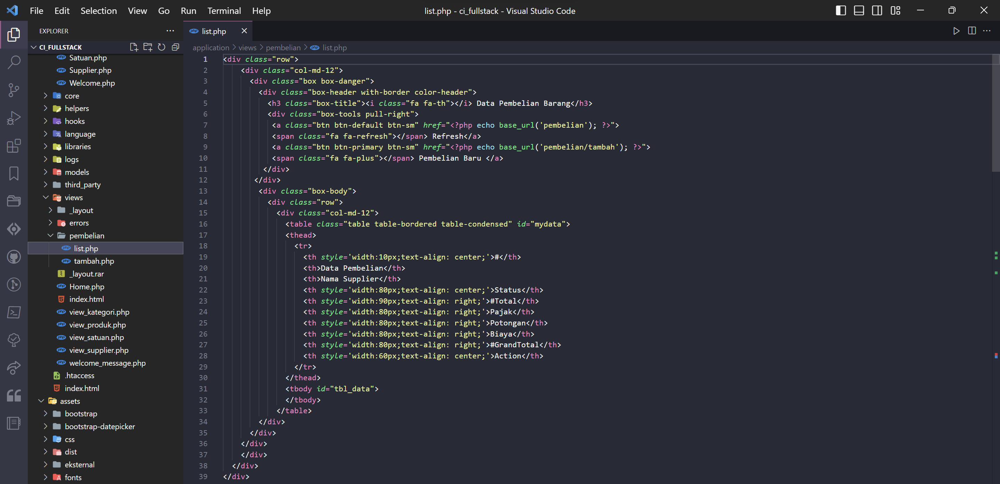 File Edit Selection View Go Run Terminal Help
list.php - ci_fullstack - Visual Studio Code
EXPLORER
CI_FULLSTACK
Satuan.php
Supplier.php
Welcome.php
core
helpers
hooks
language
libraries
logs
models
third_party
views
_layout
errors
pembelian
list.php
tambah.php
_layout.rar
Home.php
index.html
view_kategori.php
view_produk.php
view_satuan.php
view_supplier.php
welcome_message.php
.htaccess
index.html
assets
bootstrap
bootstrap-datepicker
css
dist
eksternal
fonts
list.php
application > views > pembelian > list.php
1 <div class="row">
2 <div class="col-md-12">
3 <div class="box box-danger">
4 <div class="box-header with-border color-header">
5 <h3 class="box-title"><i class="fa fa-th"></i> Data Pembelian Barang</h3>
6 <div class="box-tools pull-right">
7 <a class="btn btn-default btn-sm" href="<?php echo base_url('pembelian'); ?>">
8 <span class="fa fa-refresh"></span> Refresh</a>
9 <a class="btn btn-primary btn-sm" href="<?php echo base_url('pembelian/tambah'); ?>">
10 <span class="fa fa-plus"></span> Pembelian Baru </a>
11 </div>
12 </div>
13 <div class="box-body">
14 <div class="row">
15 <div class="col-md-12">
16 <table class="table table-bordered table-condensed" id="mydata">
17 <thead>
18 <tr>
19 <th style='width:10px;text-align: center;'>#</th>
20 <th>Data Pembelian</th>
21 <th>Nama Supplier</th>
22 <th style='width:80px;text-align: center;'>Status</th>
23 <th style='width:90px;text-align: right;'>#Total</th>
24 <th style='width:80px;text-align: right;'>Pajak</th>
25 <th style='width:80px;text-align: right;'>Potongan</th>
26 <th style='width:80px;text-align: right;'>Biaya</th>
27 <th style='width:80px;text-align: right;'>#GrandTotal</th>
28 <th style='width:60px;text-align: center;'>Action</th>
29 </tr>
30 </thead>
31 <tbody id="tbl_data">
32 </tbody>
33 </table>
34 </div>
35 </div>
36 </div>
37 </div>
38 </div>
39 </div>